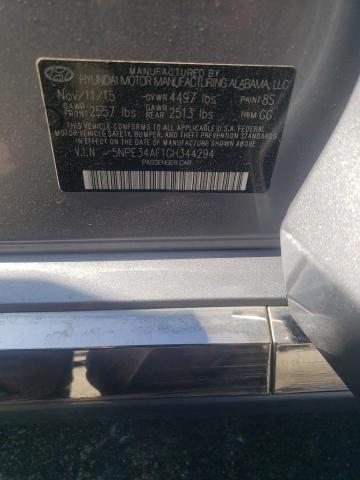 MANUFACTURED BY
HYUNDAI MOTOR MANUFACTURING ALABAMA, LLC
Nov/11/15 GVWR 4497 lbs PAINT 8S
GAWR FRONT 2557 lbs GAWR REAR 2513 lbs TRIM GG
THIS VEHICLE CONFORMS TO ALL APPLICABLE U.S.A. FEDERAL
MOTOR VEHICLE SAFETY, BUMPER, AND THEFT PREVENTION
STANDARDS IN EFFECT ON THE DATE OF MANUFACTURE SHOWN ABOVE.
V.I.N :5NPE34AF1GH344294
PASSENGER CAR